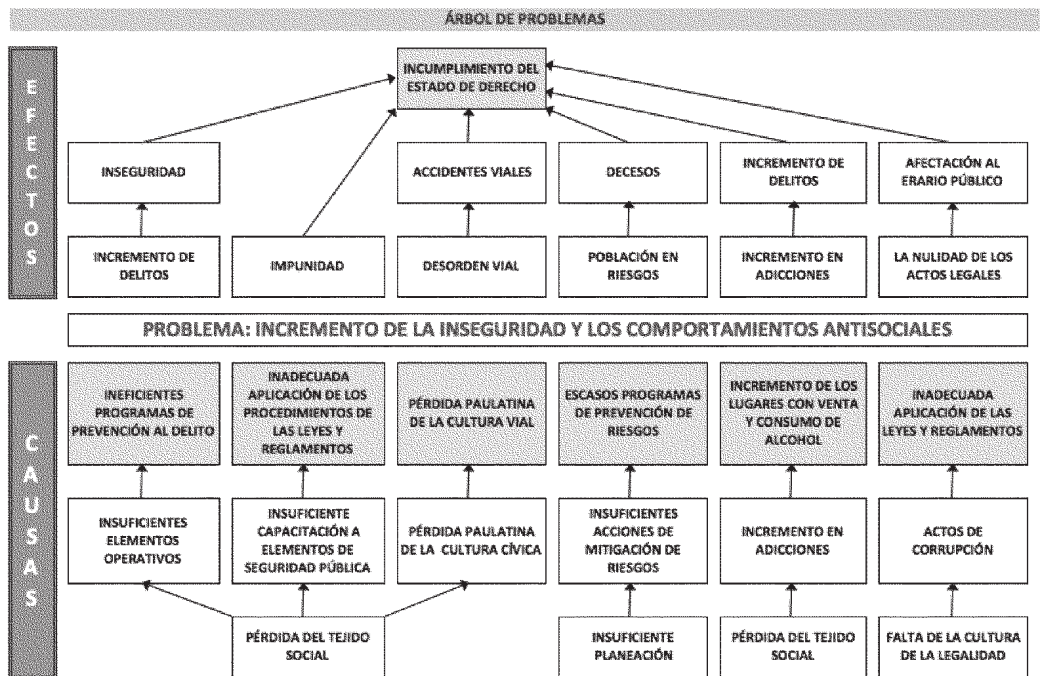 ÁRBOL DE PROBLEMAS
EFECTOS
INCUMPLIMIENTO DEL
ESTADO DE DERECHO
INSEGURIDAD
ACCIDENTES VIALES
DECESOS
INCREMENTO DE
DELITOS
AFECTACIÓN AL
ERARIO PÚBLICO
INCREMENTO DE
DELITOS
IMPUNIDAD
DESORDEN VIAL
POBLACIÓN EN
RIESGOS
INCREMENTO EN
ADICCIONES
LA NULIDAD DE LOS
ACTOS LEGALES
PROBLEMA: INCREMENTO DE LA INSEGURIDAD Y LOS COMPORTAMIENTOS ANTISOCIALES
CAUSAS
INEFICIENTES
PROGRAMAS DE
PREVENCIÓN AL DELITO
INADECUADA
APLICACIÓN DE LOS
PROCEDIMIENTOS DE
LAS LEYES Y
REGLAMENTOS
PÉRDIDA PAULATINA
DE LA CULTURA VIAL
ESCASOS PROGRAMAS
DE PREVENCIÓN DE
RIESGOS
INCREMENTO DE LOS
LUGARES CON VENTA
Y CONSUMO DE
ALCOHOL
INADECUADA
APLICACIÓN DE LAS
LEYES Y REGLAMENTOS
INSUFICIENTES
ELEMENTOS
OPERATIVOS
INSUFICIENTE
CAPACITACIÓN A
ELEMENTOS DE
SEGURIDAD PÚBLICA
PÉRDIDA PAULATINA
DE LA CULTURA CÍVICA
INSUFICIENTES
ACCIONES DE
MITIGACIÓN DE
RIESGOS
INCREMENTO EN
ADICCIONES
ACTOS DE
CORRUPCIÓN
PÉRDIDA DEL TEJIDO
SOCIAL
INSUFICIENTE
PLANEACIÓN
PÉRDIDA DEL TEJIDO
SOCIAL
FALTA DE LA CULTURA
DE LA LEGALIDAD